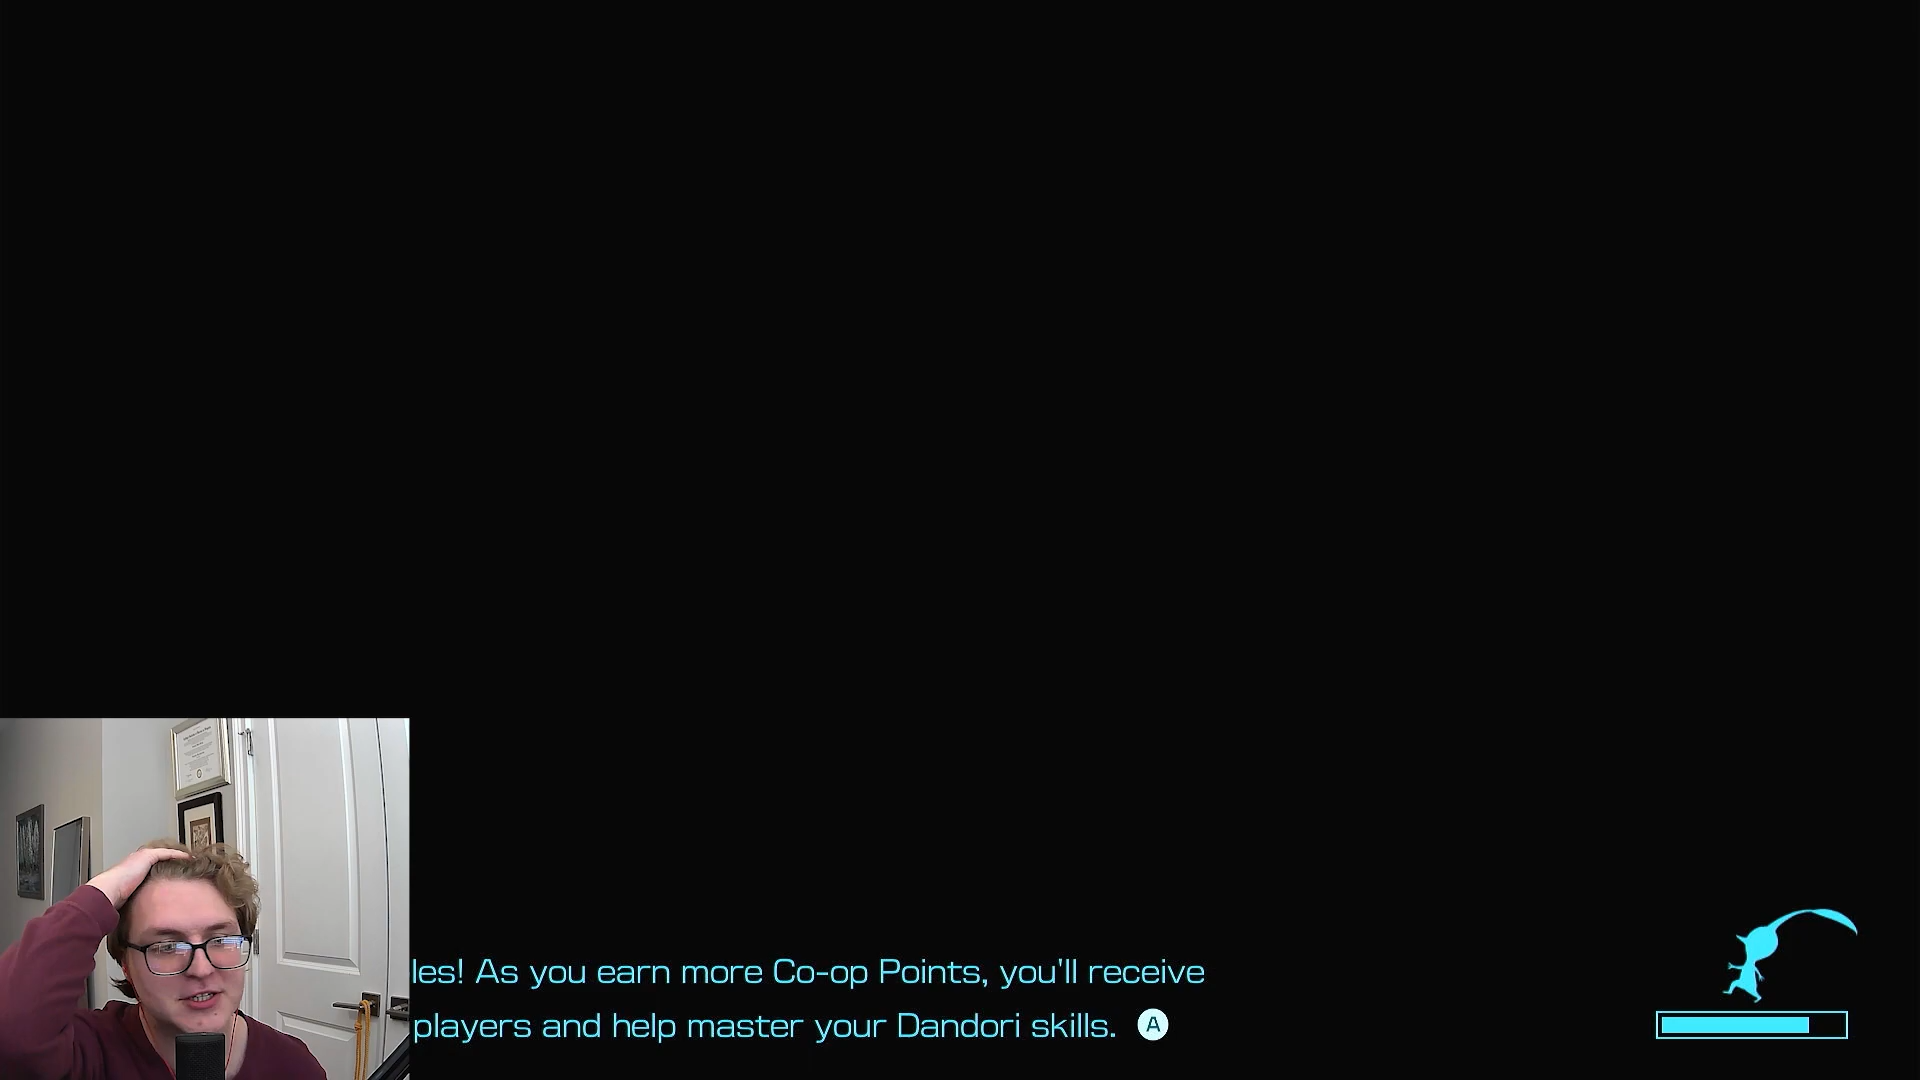 les! As you earn more Co-op Points, you'll receive
players and help master your Dandori skills. A